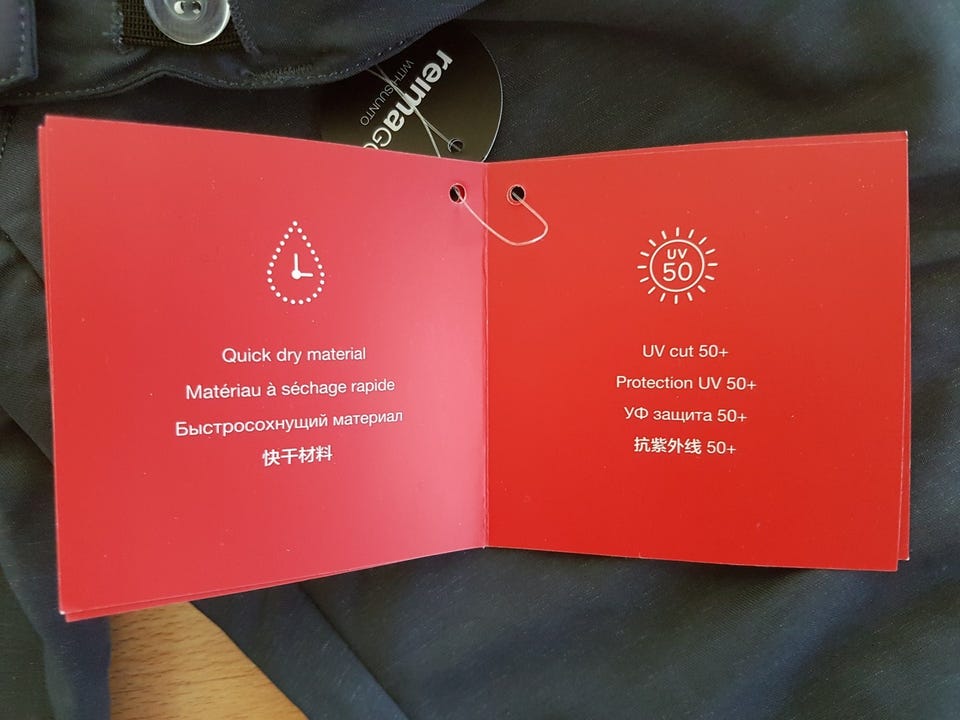 reimaGO
WITH SUUNTO
Quick dry material
Matériau à séchage rapide
Быстросохнущий материал
快干材料
UV
50
UV cut 50+
Protection UV 50+
УФ защита 50+
抗紫外线 50+